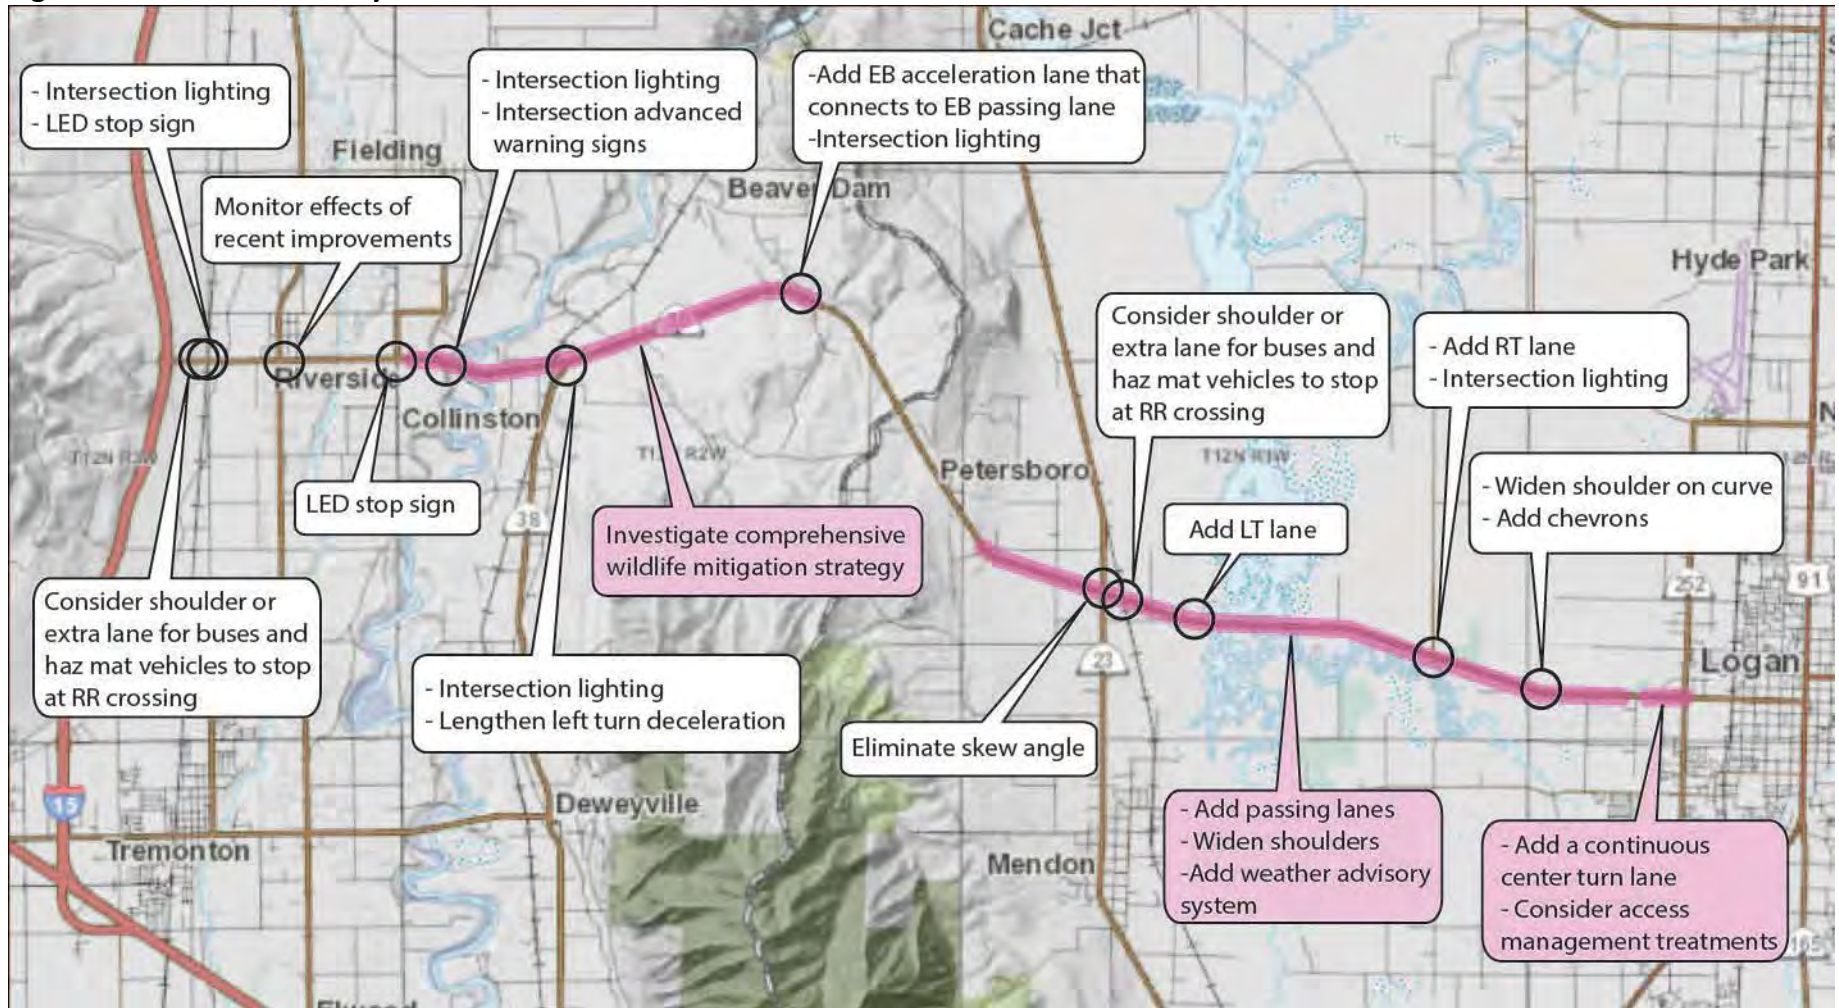 Cache Jct
- Intersection lighting
- LED stop sign
- Intersection lighting
- Intersection advanced
warning signs
-Add EB acceleration lane that
connects to EB passing lane
-Intersection lighting
Fielding
Beaver Dam
Monitor effects of
recent improvements
Hyde Park
Consider shoulder or
extra lane for buses and
haz mat vehicles to stop
at RR crossing
- Add RT lane
- Intersection lighting
Riverside
Collinston
T12N R3W
T12N R1W
Petersboro
- Widen shoulder on curve
- Add chevrons
LED stop sign
38
Investigate comprehensive
wildlife mitigation strategy
Add LT lane
252
91
Consider shoulder or
extra lane for buses and
haz mat vehicles to stop
at RR crossing
23
Logan
- Intersection lighting
- Lengthen left turn deceleration
Eliminate skew angle
15
Deweyville
Tremonton
Mendon
- Add passing lanes
- Widen shoulders
-Add weather advisory
system
- Add a continuous
center turn lane
- Consider access
management treatments
165